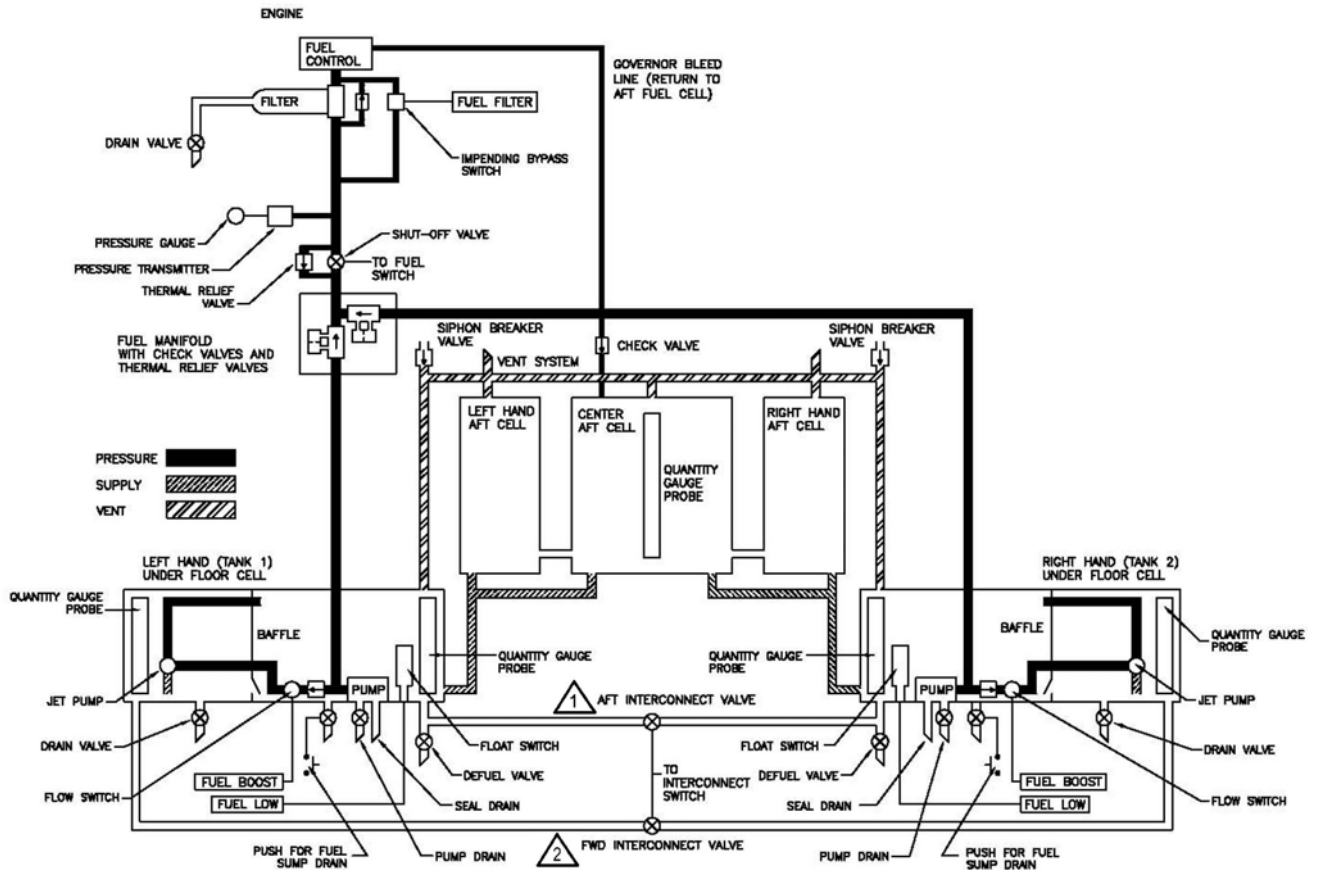 ENGINE
FUEL
CONTROL
GOVERNOR BLEED
LINE (RETURN TO
AFT FUEL CELL)
FILTER
FUEL FILTER
DRAIN VALVE
IMPENDING BYPASS
SWITCH
PRESSURE GAUGE
SHUT-OFF VALVE
PRESSURE TRANSMITTER
TO FUEL
SWITCH
THERMAL RELIEF
VALVE
FUEL MANIFOLD
WITH CHECK VALVES AND
THERMAL RELIEF VALVES
SIPHON BREAKER
VALVE
CHECK VALVE
SIPHON BREAKER
VALVE
VENT SYSTEM
LEFT HAND
AFT CELL
CENTER
AFT CELL
RIGHT HAND
AFT CELL
QUANTITY
GAUGE
PROBE
PRESSURE
SUPPLY
VENT
LEFT HAND (TANK 1)
UNDER FLOOR CELL
RIGHT HAND (TANK 2)
UNDER FLOOR CELL
QUANTITY GAUGE
PROBE
BAFFLE
QUANTITY GAUGE
PROBE
QUANTITY GAUGE
PROBE
BAFFLE
QUANTITY GAUGE
PROBE
JET PUMP
PUMP
1
AFT INTERCONNECT VALVE
PUMP
JET PUMP
DRAIN VALVE
FLOAT SWITCH
FLOAT SWITCH
DRAIN VALVE
FUEL BOOST
DEFUEL VALVE
TO
INTERCONNECT
SWITCH
DEFUEL VALVE
FUEL BOOST
FLOW SWITCH
FUEL LOW
SEAL DRAIN
SEAL DRAIN
FUEL LOW
FLOW SWITCH
PUSH FOR FUEL
SUMP DRAIN
PUMP DRAIN
2
FWD INTERCONNECT VALVE
PUMP DRAIN
PUSH FOR FUEL
SUMP DRAIN